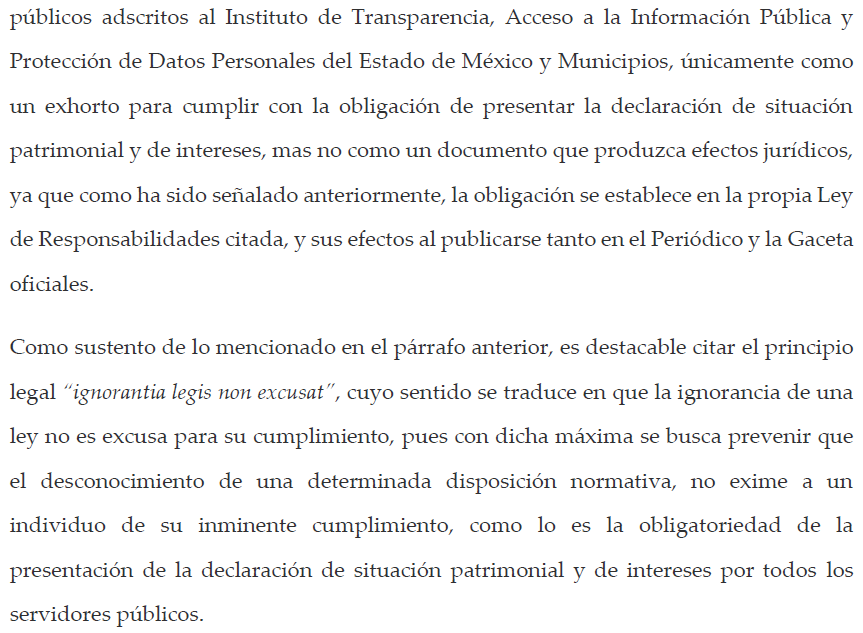 públicos adscritos al Instituto de Transparencia, Acceso a la Información Pública y
Protección de Datos Personales del Estado de México y Municipios, únicamente como
un exhorto para cumplir con la obligación de presentar la declaración de situación
patrimonial y de intereses, mas no como un documento que produzca efectos jurídicos,
ya que como ha sido señalado anteriormente, la obligación se establece en la propia Ley
de Responsabilidades citada, y sus efectos al publicarse tanto en el Periódico y la Gaceta
oficiales.
Como sustento de lo mencionado en el párrafo anterior, es destacable citar el principio
legal “ignorantia legis non excusat”, cuyo sentido se traduce en que la ignorancia de una
ley no es excusa para su cumplimiento, pues con dicha máxima se busca prevenir que
el desconocimiento de una determinada disposición normativa, no exime a un
individuo de su inminente cumplimiento, como lo es la obligatoriedad de la
presentación de la declaración de situación patrimonial y de intereses por todos los
servidores públicos.